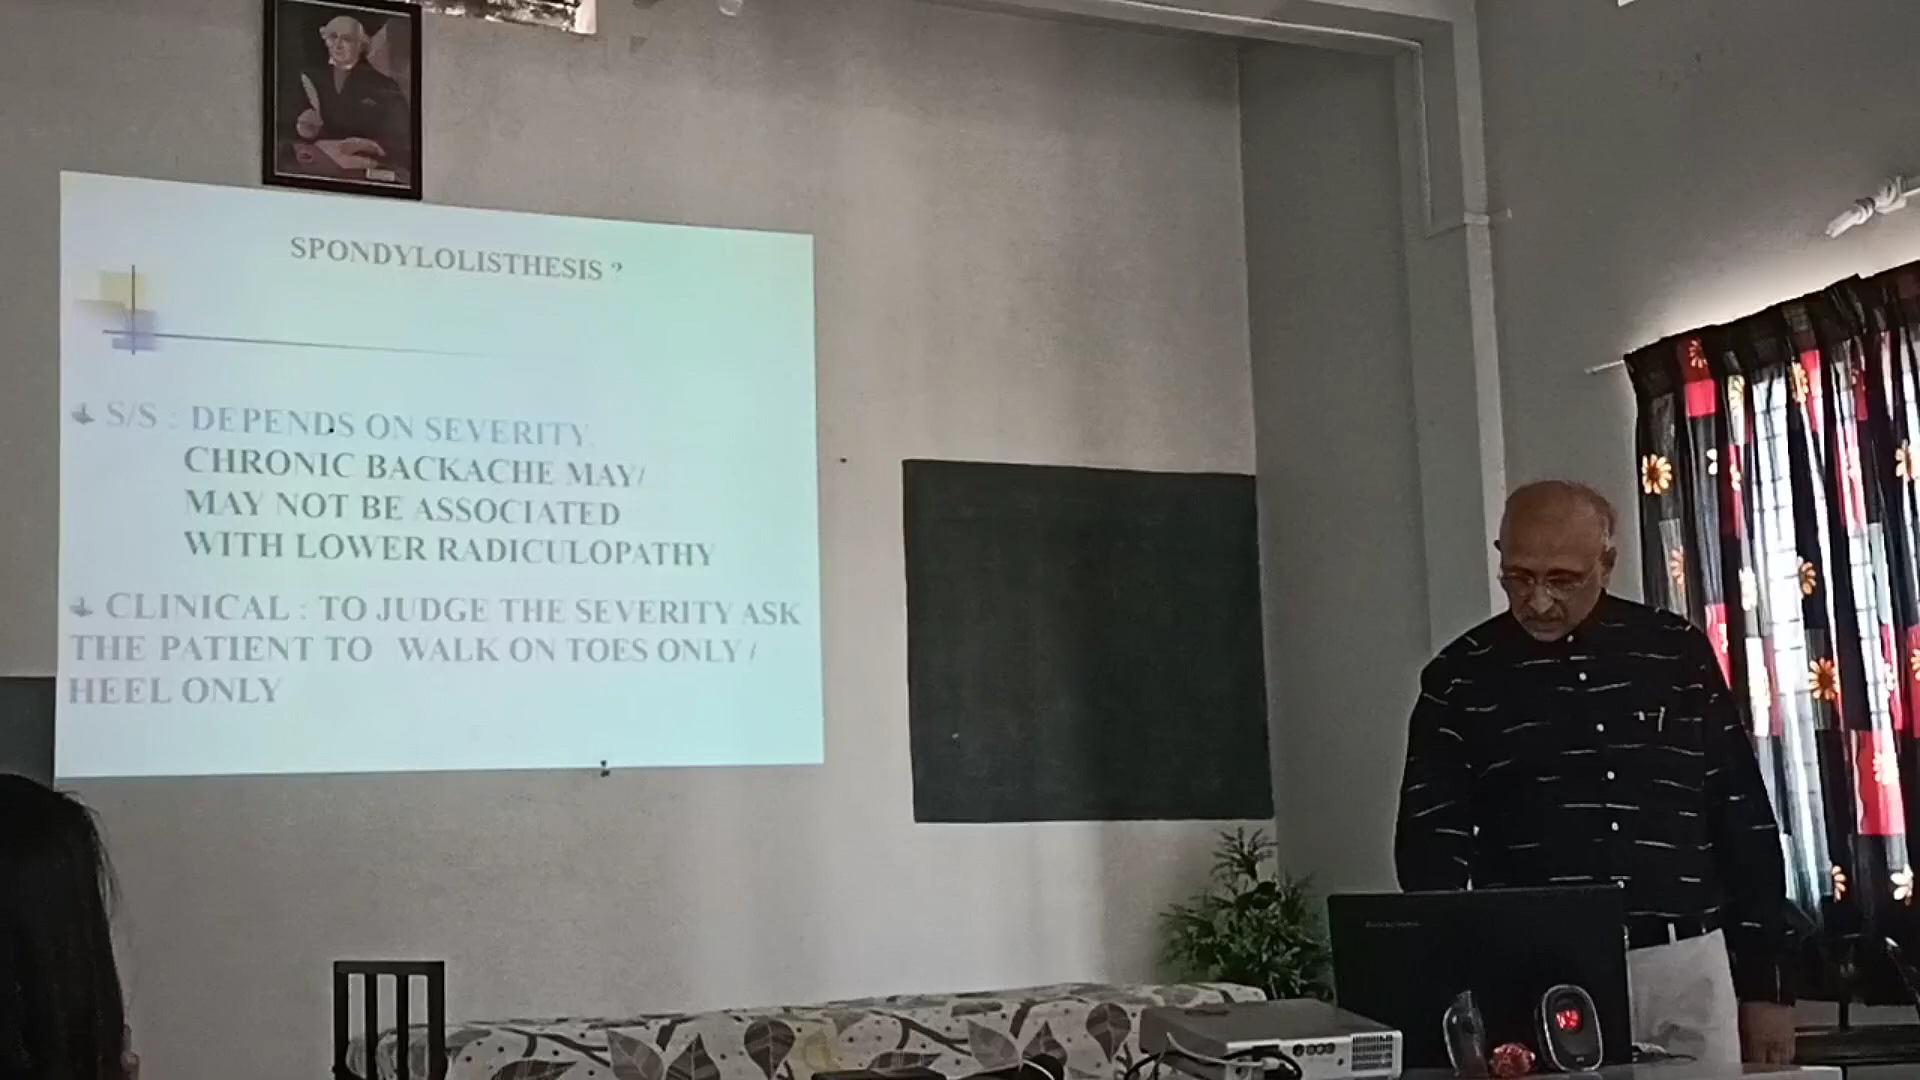 SPONDYLOLISTHESIS ?
S/S : DEPENDS ON SEVERITY
CHRONIC BACKACHE MAY/
MAY NOT BE ASSOCIATED
WITH LOWER RADICULOPATHY
CLINICAL : TO JUDGE THE SEVERITY ASK
THE PATIENT TO WALK ON TOES ONLY /
HEEL ONLY